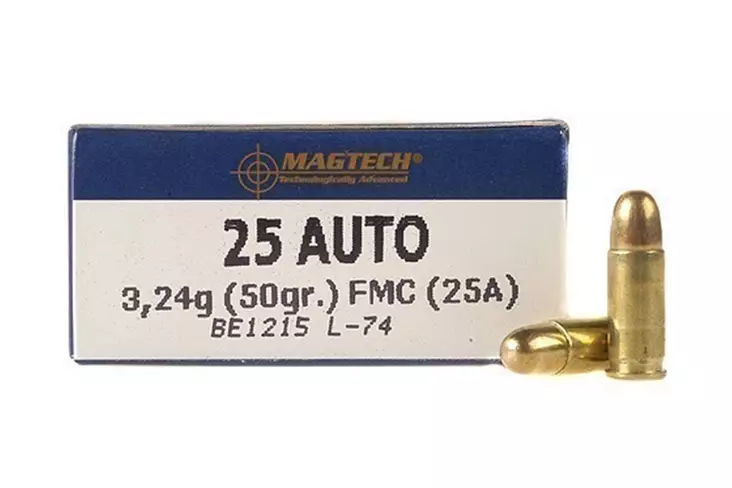 MAGTECH®
Technologically Advanced
25 AUTO
3,24g (50gr.) FMC (25A)
BE1215 L-74